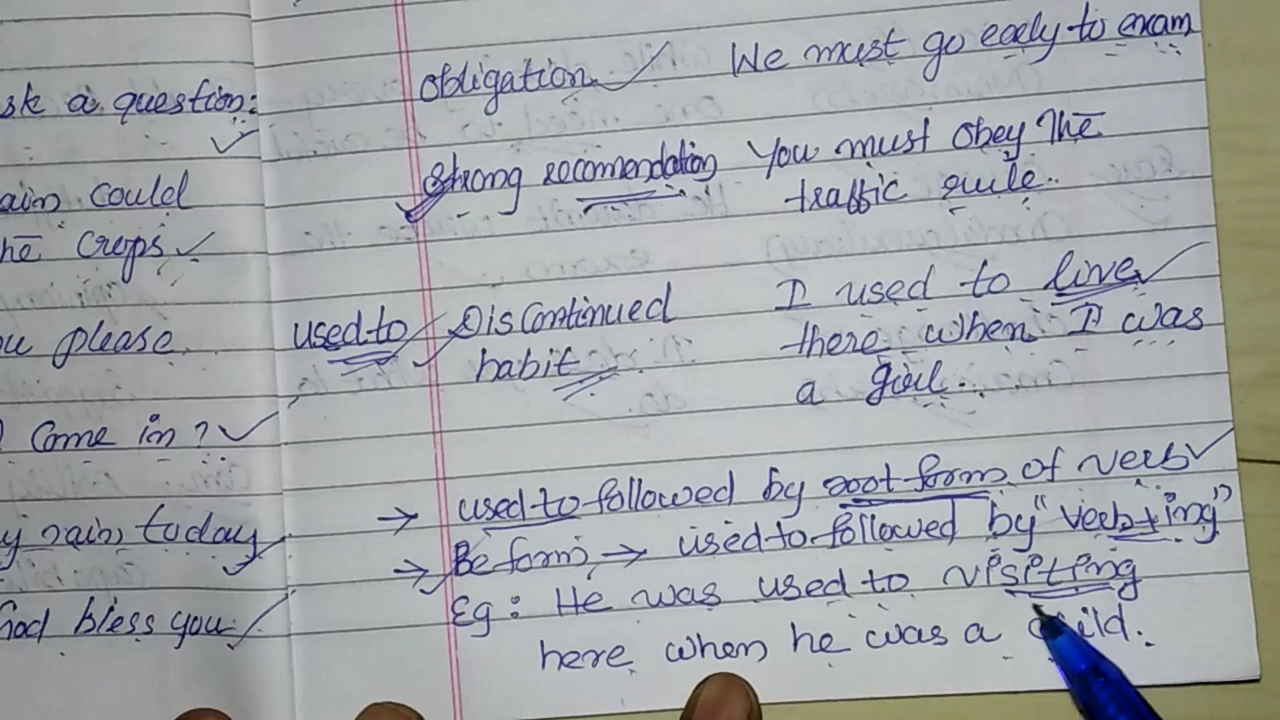 sk a question:
ain could
he crops
u please
come in?
y rain today
God bless you
obligation We must go early to exam
Strong recomendation You must obey The
traffic rule.
used to Discontinued I used to live
habit there when I was
a girl.
→ used to followed by root form of verb
→ Be form → used to followed by "verb+ing"
Eg: He was used to visiting
here when he was a child.